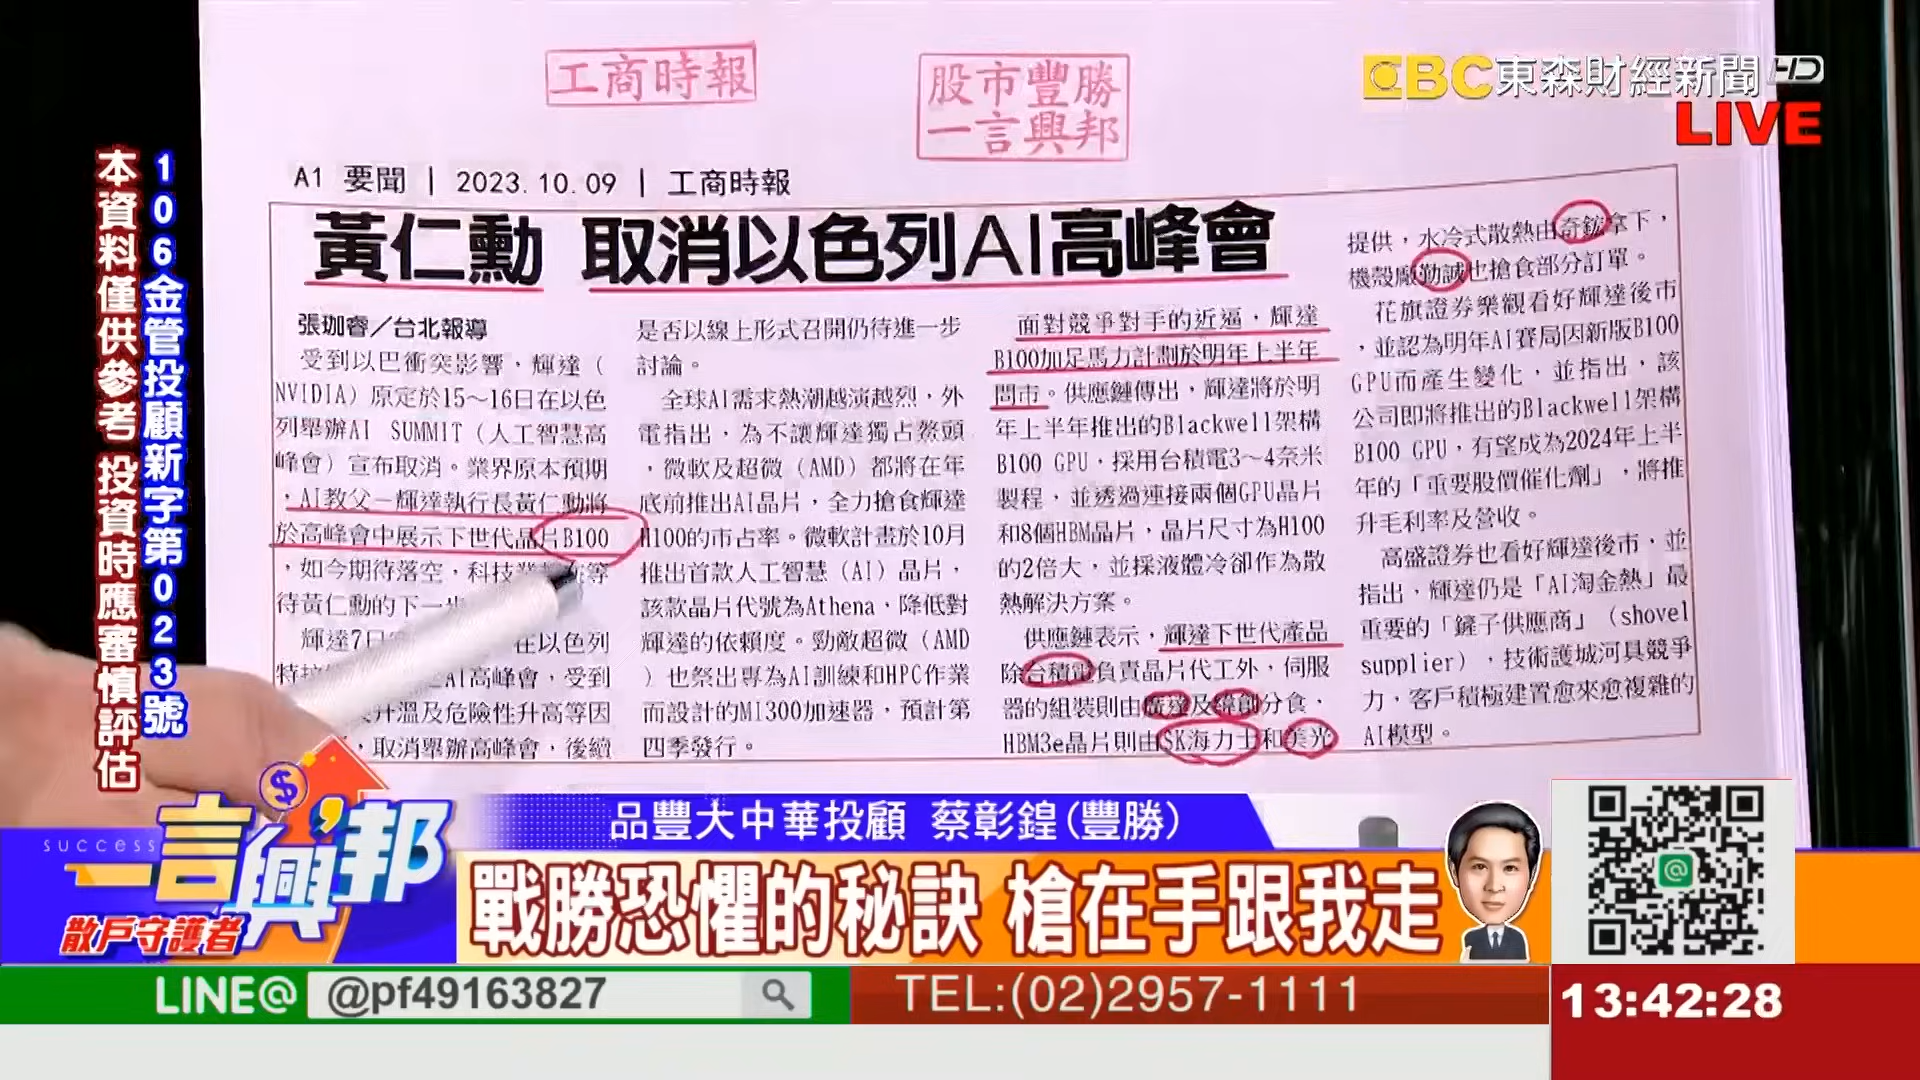 工商時報
股市豐勝
一言興邦
EBC東森財經新聞HD
LIVE
106金管投顧新字第023號
本資料僅供參考 投資時應審慎評估
A1 要聞 | 2023.10.09 | 工商時報
黃仁勳 取消以色列AI高峰會
張珈睿／台北報導
受到以巴衝突影響，輝達（
NVIDIA）原定於15～16日在以色
列舉辦AI SUMMIT（人工智慧高
峰會）宣布取消。業界原本預期
，AI教父－輝達執行長黃仁勳將
於高峰會中展示下世代晶片B100
，如今期待落空，科技業
等
待黃仁勳的下一步
輝達7日
在以色列
特拉
AI高峰會，受到
升溫及危險性升高等因
，取消舉辦高峰會，後續
是否以線上形式召開仍待進一步
討論。
全球AI需求熱潮越演越烈，外
電指出，為不讓輝達獨占鰲頭
，微軟及超微（AMD）都將在年
底前推出AI晶片，全力搶食輝達
H100的市占率。微軟計畫於10月
推出首款人工智慧（AI）晶片，
該款晶片代號為Athena，降低對
輝達的依賴度。勁敵超微（AMD
）也祭出專為AI訓練和HPC作業
而設計的MI300加速器，預計第
四季發行。
面對競爭對手的近逼，輝達
B100加足馬力計劃於明年上半年
問市。供應鏈傳出，輝達將於明
年上半年推出的Blackwell架構
B100 GPU，採用台積電3～4奈米
製程，並透過連接兩個GPU晶片
和8個HBM晶片，晶片尺寸為H100
的2倍大，並採液體冷卻作為散
熱解決方案。
供應鏈表示，輝達下世代產品
除台積電負責晶片代工外，伺服
器的組裝則由廣達及緯創分食，
HBM3e晶片則由SK海力士和美光
提供，水冷式散熱由奇鋐拿下，
機殼廠勤誠也搶食部分訂單。
花旗證券樂觀看好輝達後市
，並認為明年AI賽局因新版B100
GPU而產生變化，並指出，該
公司即將推出的Blackwell架構
B100 GPU，有望成為2024年上半
年的「重要股價催化劑」，將推
升毛利率及營收。
高盛證券也看好輝達後市，並
指出，輝達仍是「AI淘金熱」最
重要的「鏟子供應商」（shovel
supplier），技術護城河具競爭
力，客戶積極建置愈來愈複雜的
AI模型。
success
一言興邦
散戶守護者
品豐大中華投顧 蔡彰鍠(豐勝)
戰勝恐懼的秘訣 槍在手跟我走
LINE@ @pf49163827
TEL:(02)2957-1111
13:42:28